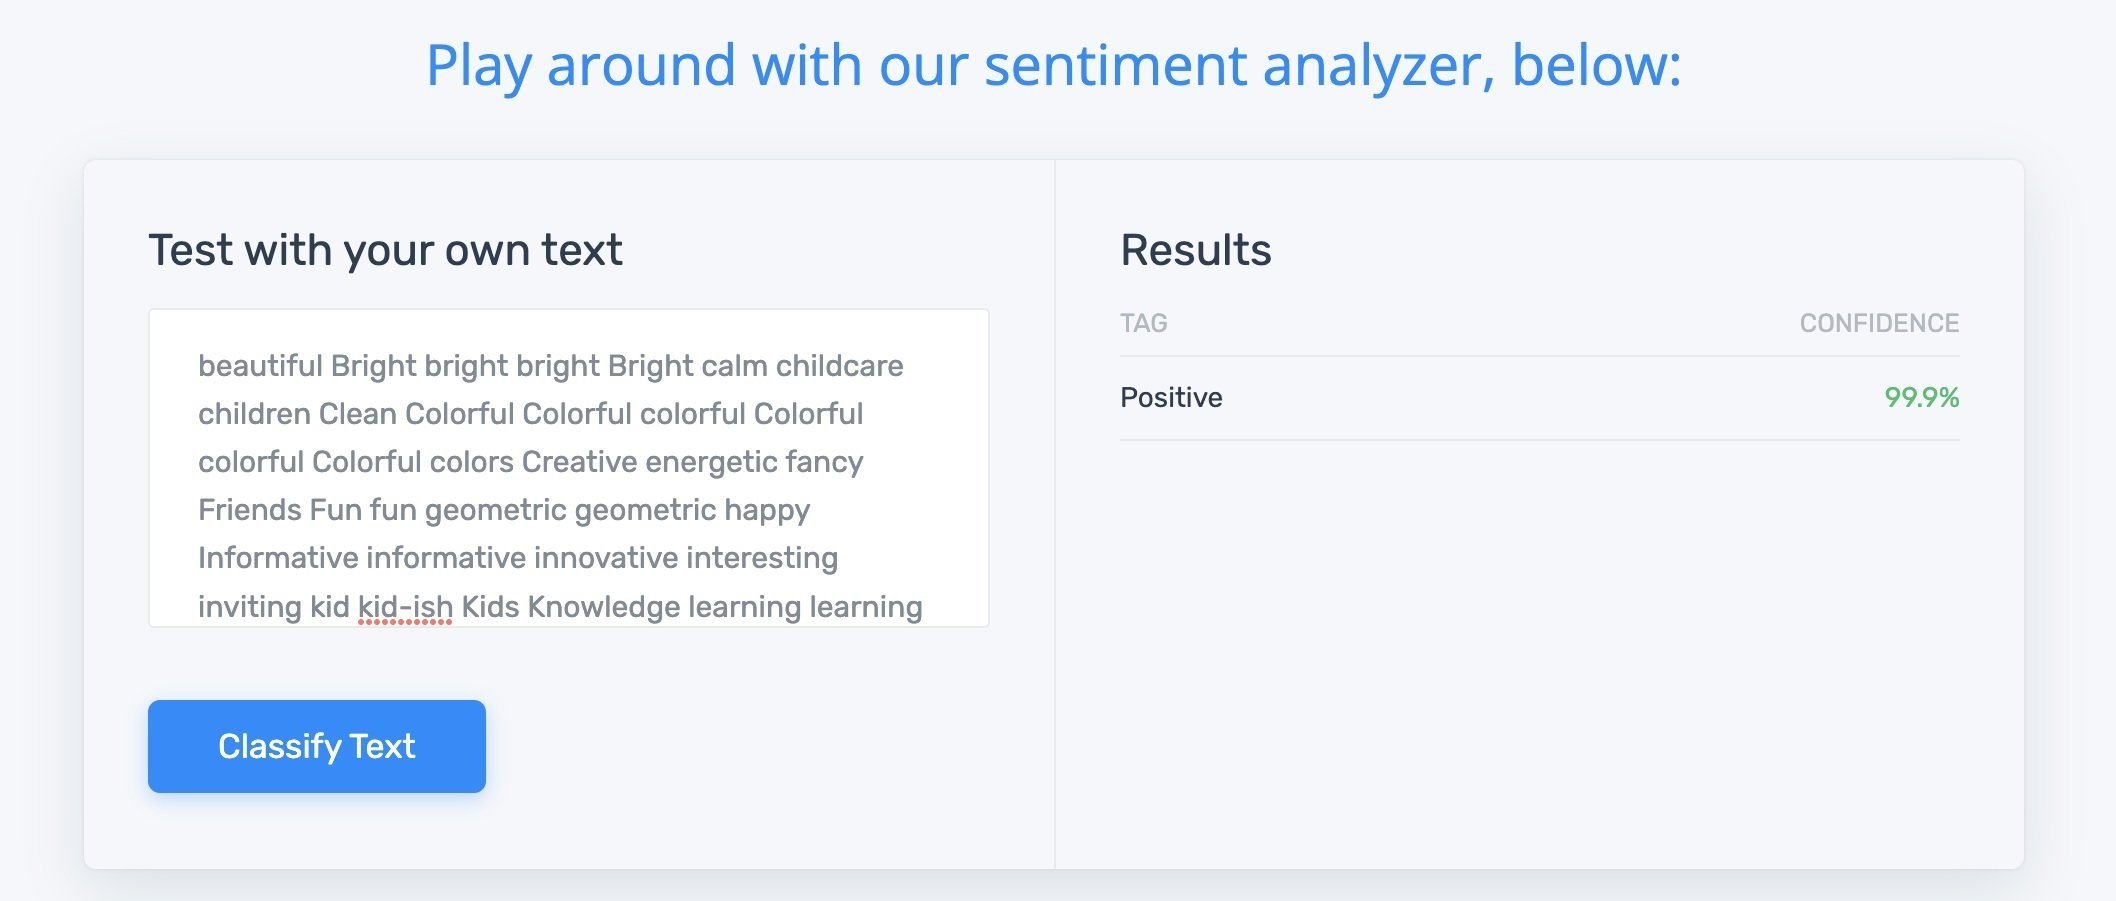 Play around with our sentiment analyzer, below:
Test with your own text
beautiful Bright bright bright Bright calm childcare
children Clean Colorful Colorful colorful Colorful
colorful Colorful colors Creative energetic fancy
Friends Fun fun geometric geometric happy
Informative informative innovative interesting
inviting kid kid-ish Kids Knowledge learning learning
Classify Text
Results
TAG CONFIDENCE
Positive 99.9%